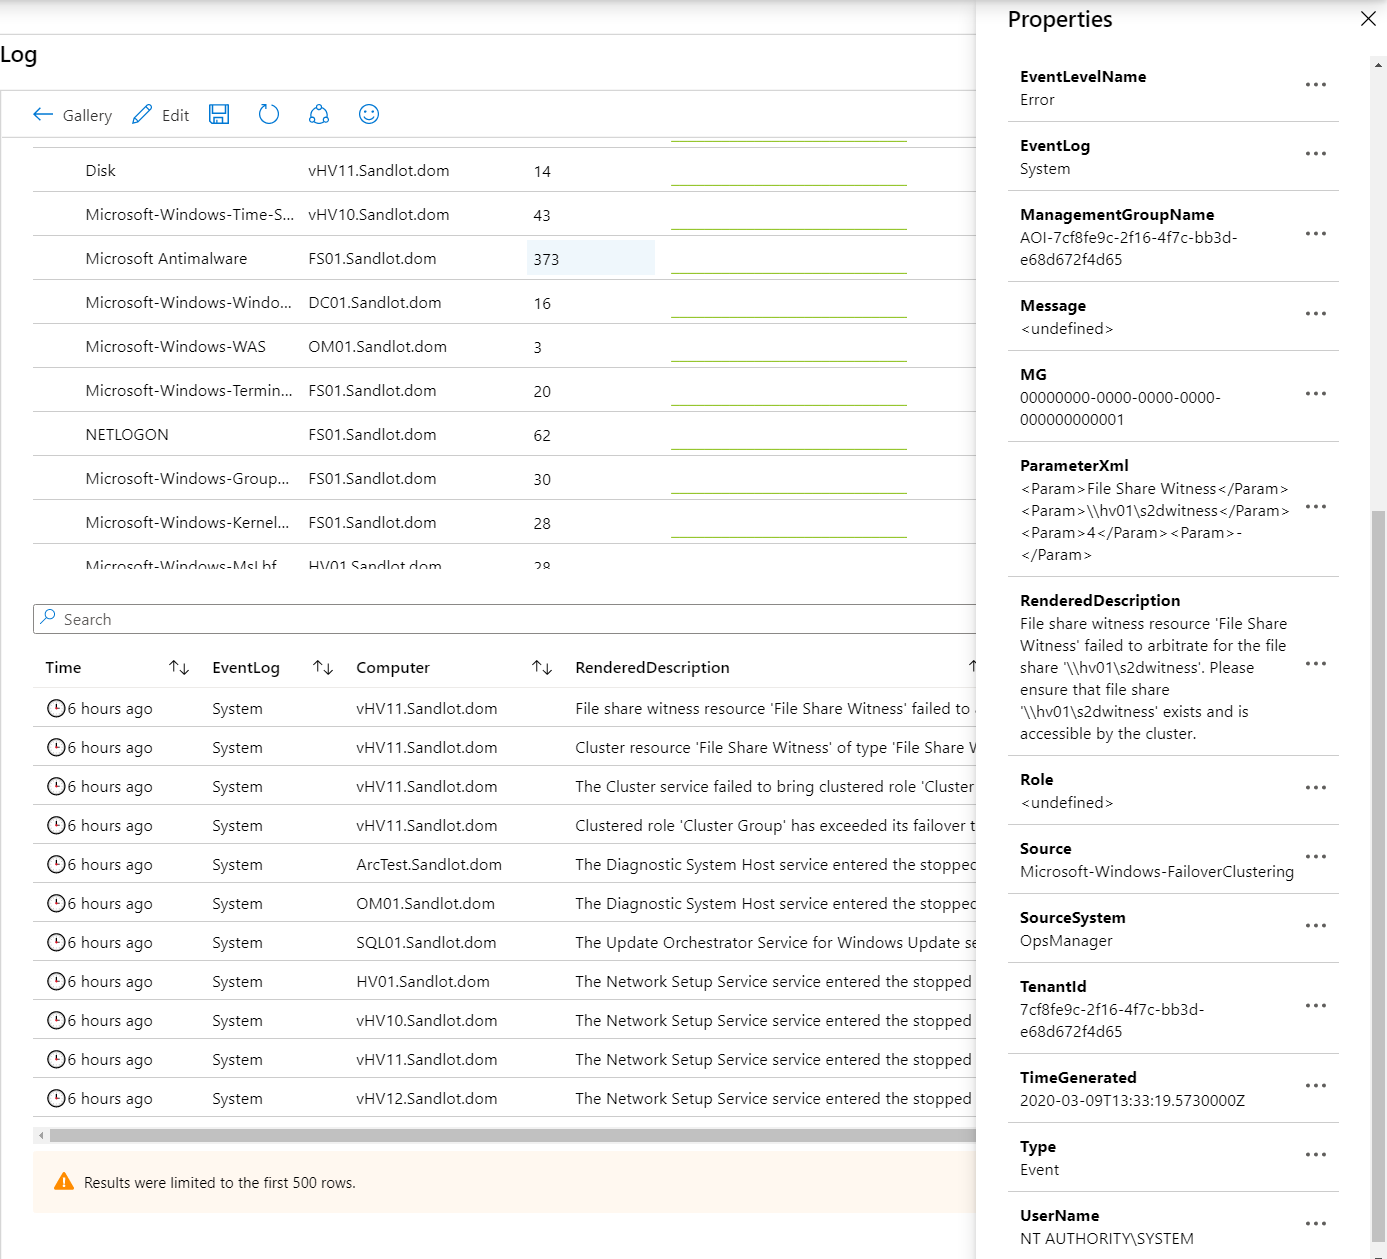 Log
Gallery Edit
Disk vHV11.Sandlot.dom 14
Microsoft-Windows-Time-S... vHV10.Sandlot.dom 43
Microsoft Antimalware FS01.Sandlot.dom 373
Microsoft-Windows-Windo... DC01.Sandlot.dom 16
Microsoft-Windows-WAS OM01.Sandlot.dom 3
Microsoft-Windows-Termin... FS01.Sandlot.dom 20
NETLOGON FS01.Sandlot.dom 62
Microsoft-Windows-Group... FS01.Sandlot.dom 30
Microsoft-Windows-Kernel... FS01.Sandlot.dom 28
Microsoft-Windows-MsLbf HV01.Sandlot.dom 28
Search
Time EventLog Computer RenderedDescription
6 hours ago System vHV11.Sandlot.dom File share witness resource 'File Share Witness' failed to
6 hours ago System vHV11.Sandlot.dom Cluster resource 'File Share Witness' of type 'File Share W
6 hours ago System vHV11.Sandlot.dom The Cluster service failed to bring clustered role 'Cluster
6 hours ago System vHV11.Sandlot.dom Clustered role 'Cluster Group' has exceeded its failover t
6 hours ago System ArcTest.Sandlot.dom The Diagnostic System Host service entered the stopped
6 hours ago System OM01.Sandlot.dom The Diagnostic System Host service entered the stopped
6 hours ago System SQL01.Sandlot.dom The Update Orchestrator Service for Windows Update se
6 hours ago System HV01.Sandlot.dom The Network Setup Service service entered the stopped
6 hours ago System vHV10.Sandlot.dom The Network Setup Service service entered the stopped
6 hours ago System vHV11.Sandlot.dom The Network Setup Service service entered the stopped
6 hours ago System vHV12.Sandlot.dom The Network Setup Service service entered the stopped
Results were limited to the first 500 rows.
Properties
EventLevelName
Error
EventLog
System
ManagementGroupName
AOI-7cf8fe9c-2f16-4f7c-bb3d-
e68d672f4d65
Message
<undefined>
MG
00000000-0000-0000-0000-
000000000001
ParameterXml
<Param>File Share Witness</Param>
<Param>\\hv01\s2dwitness</Param>
<Param>4</Param><Param>-
</Param>
RenderedDescription
File share witness resource 'File Share
Witness' failed to arbitrate for the file
share '\\hv01\s2dwitness'. Please
ensure that file share
'\\hv01\s2dwitness' exists and is
accessible by the cluster.
Role
<undefined>
Source
Microsoft-Windows-FailoverClustering
SourceSystem
OpsManager
TenantId
7cf8fe9c-2f16-4f7c-bb3d-
e68d672f4d65
TimeGenerated
2020-03-09T13:33:19.5730000Z
Type
Event
UserName
NT AUTHORITY\SYSTEM